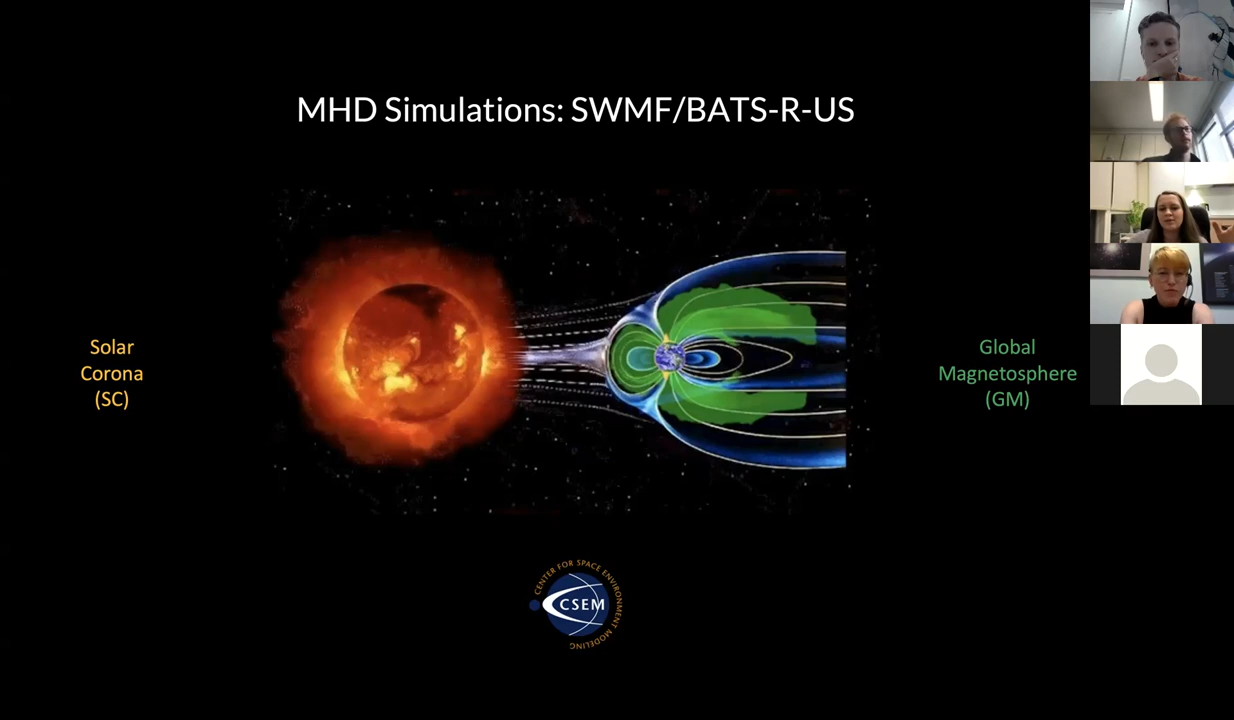 MHD Simulations: SWMF/BATS-R-US
Solar
Corona
(SC)
Global
Magnetosphere
(GM)
CENTER FOR SPACE ENVIRONMENT MODELING
CSEM